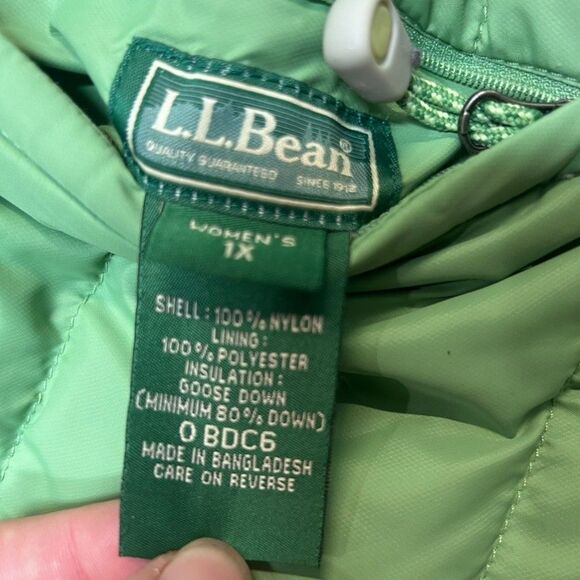 L.L.Bean®
QUALITY GUARANTEED SINCE 1912
WOMEN'S
1X
SHELL: 100% NYLON
LINING:
100% POLYESTER
INSULATION:
GOOSE DOWN
(MINIMUM 80% DOWN)
0 BDC6
MADE IN BANGLADESH
CARE ON REVERSE